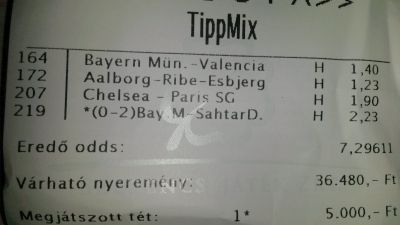 TippMix
164 Bayern Mün.-Valencia H 1,40
172 Aalborg-Ribe-Esbjerg H 1,23
207 Chelsea - Paris SG H 1,90
219 *(0-2)Bay M-SahtarD. H 2,23
Eredő odds: 7,29611
Várható nyeremény: 36.480,- Ft
Megjátszott tét: 1* 5.000,- Ft